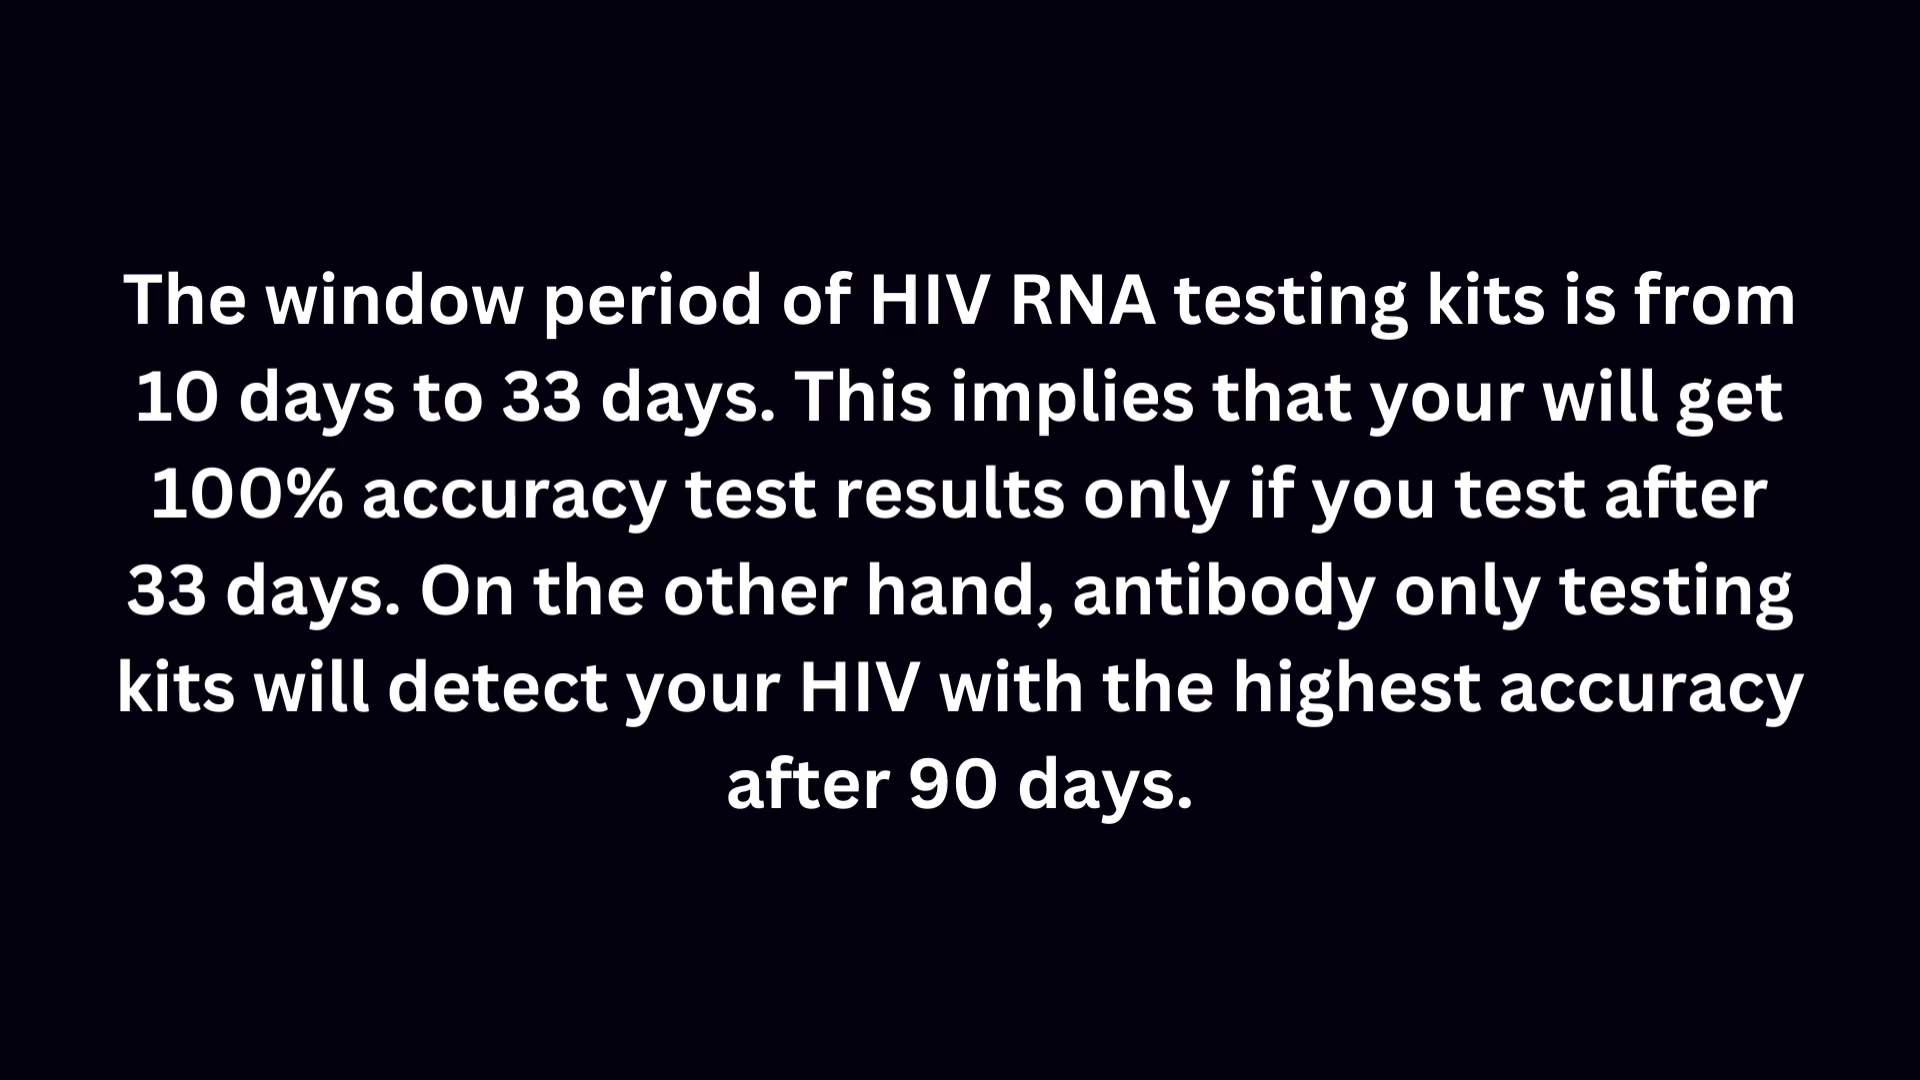 The window period of HIV RNA testing kits is from
10 days to 33 days. This implies that your will get
100% accuracy test results only if you test after
33 days. On the other hand, antibody only testing
kits will detect your HIV with the highest accuracy
after 90 days.